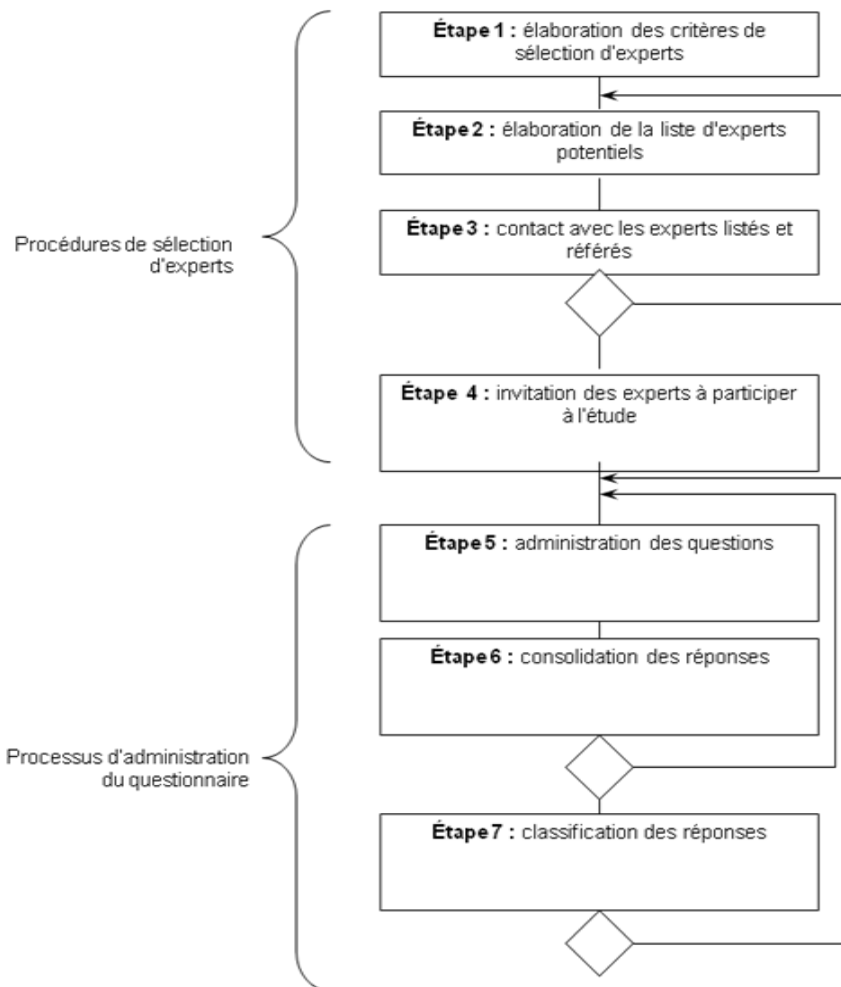 Étape 1 : élaboration des critères de
sélection d'experts
Étape 2 : élaboration de la liste d'experts
potentiels
Étape 3 : contact avec les experts listés et
référés
Procédures de sélection
d'experts
Étape 4 : invitation des experts à participer
à l'étude
Étape 5 : administration des questions
Étape 6 : consolidation des réponses
Processus d'administration
du questionnaire
Étape 7 : classification des réponses